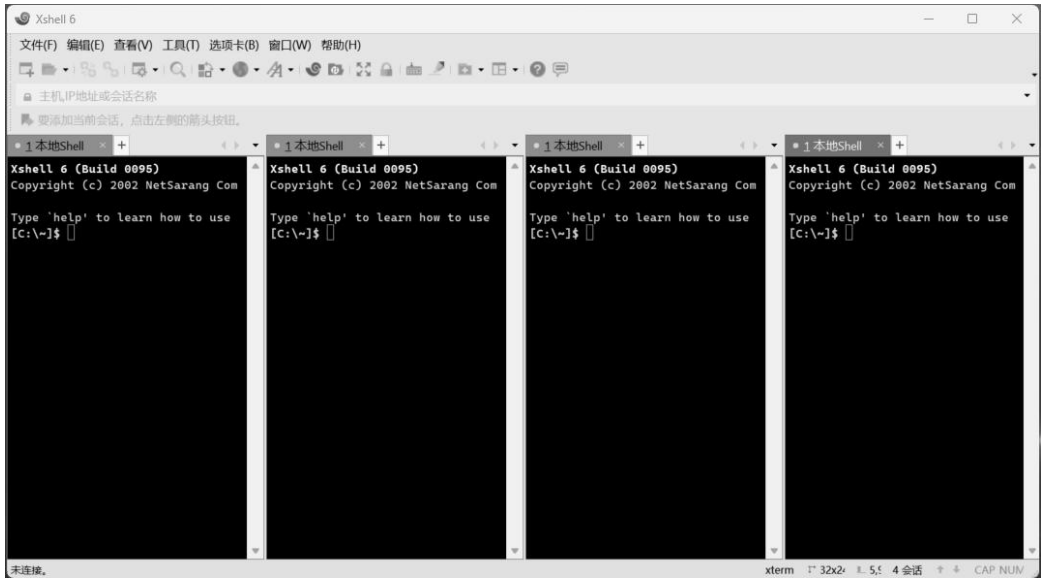 Xshell 6
文件(F) 编辑(E) 查看(V) 工具(T) 选项卡(B) 窗口(W) 帮助(H)
主机,IP地址或会话名称
要添加当前会话，点击左侧的箭头按钮。
1 本地Shell × + 1 本地Shell × + 1 本地Shell × + 1 本地Shell × +
Xshell 6 (Build 0095)
Copyright (c) 2002 NetSarang Com
Type `help' to learn how to use
[C:\~]$
Xshell 6 (Build 0095)
Copyright (c) 2002 NetSarang Com
Type `help' to learn how to use
[C:\~]$
Xshell 6 (Build 0095)
Copyright (c) 2002 NetSarang Com
Type `help' to learn how to use
[C:\~]$
Xshell 6 (Build 0095)
Copyright (c) 2002 NetSarang Com
Type `help' to learn how to use
[C:\~]$
未连接。 xterm 32x24 4 会话 CAP NUM